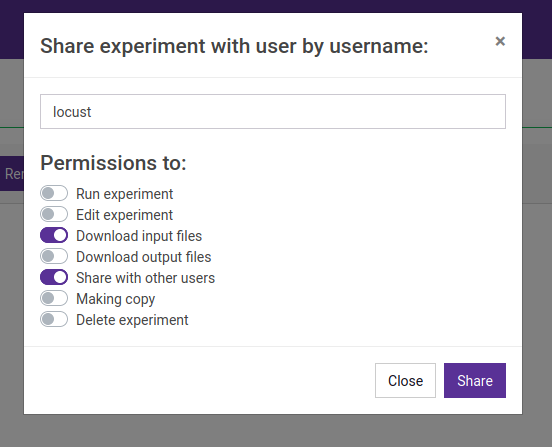 Share experiment with user by username:
×
locust
Permissions to:
Run experiment
Edit experiment
Download input files
Download output files
Share with other users
Making copy
Delete experiment
Close
Share